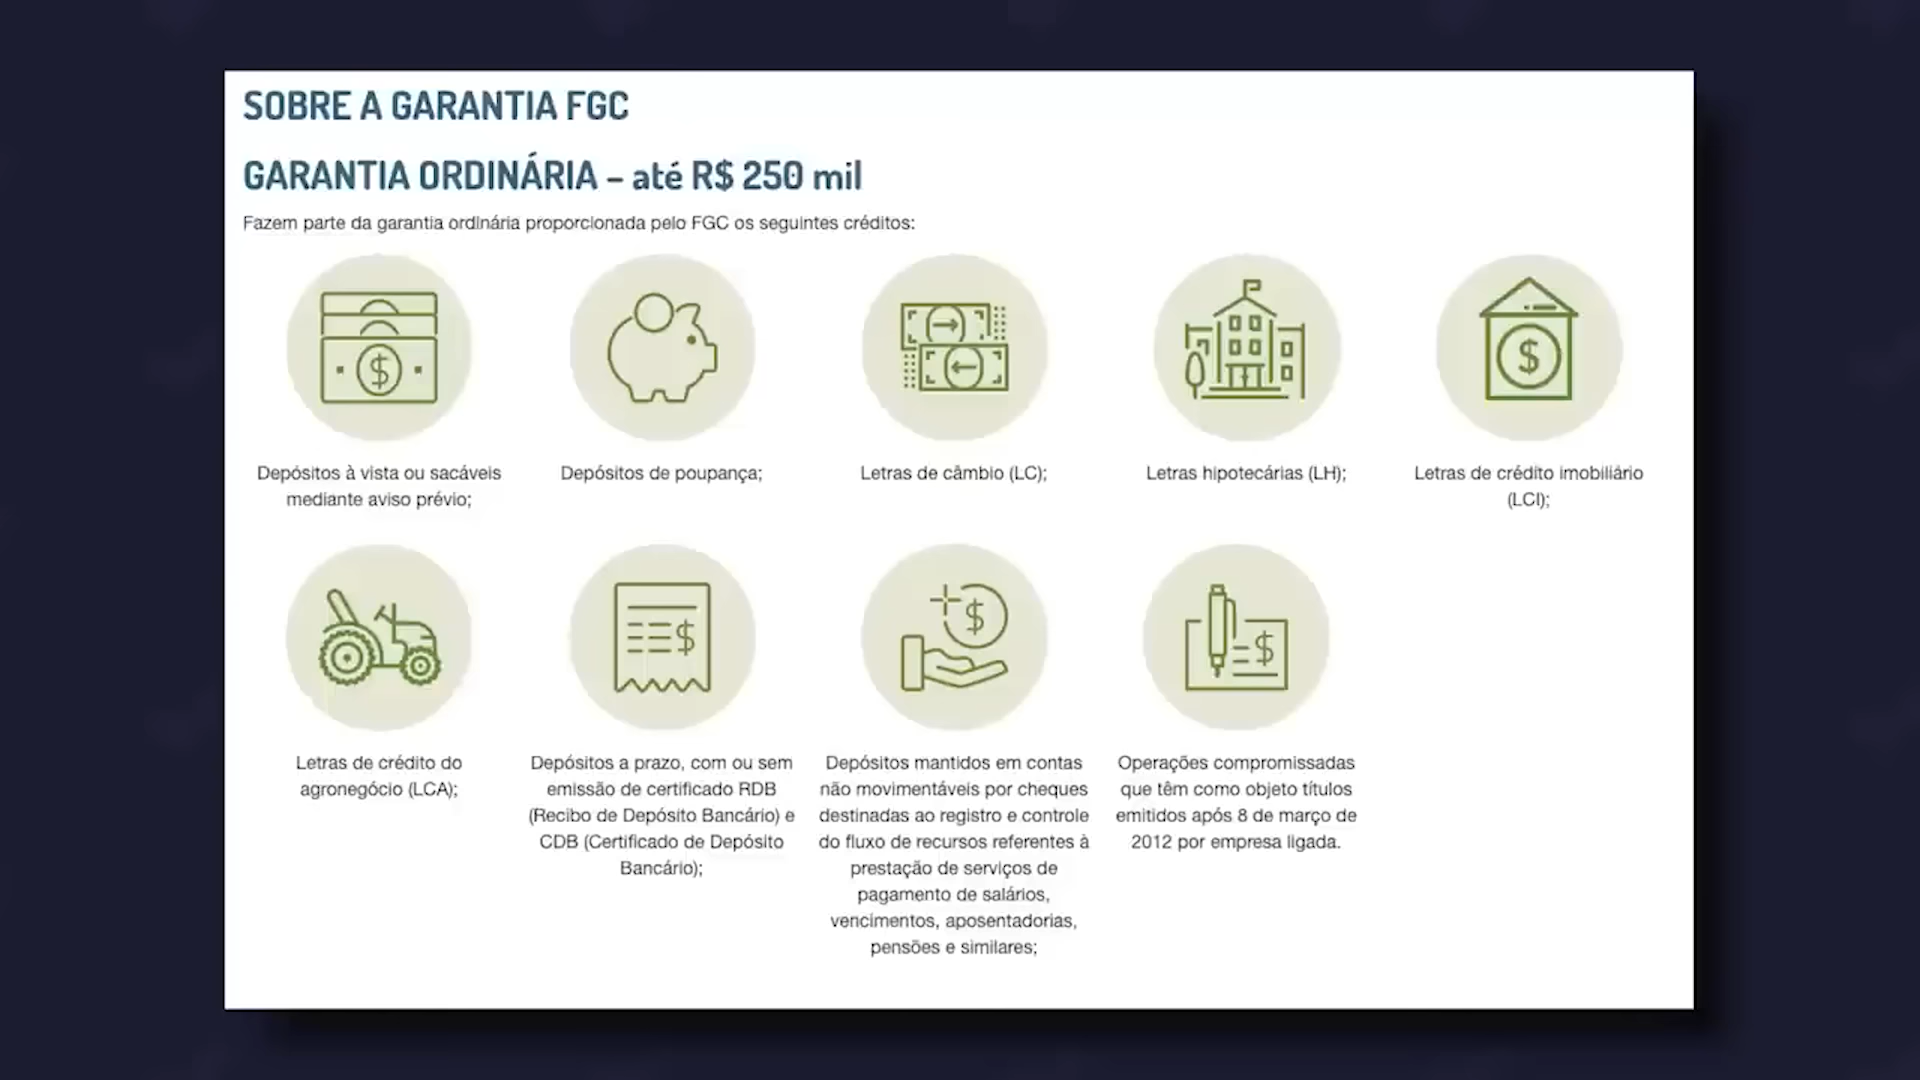 SOBRE A GARANTIA FGC
GARANTIA ORDINÁRIA – até R$ 250 mil
Fazem parte da garantia ordinária proporcionada pelo FGC os seguintes créditos:
Depósitos à vista ou sacáveis
mediante aviso prévio;
Depósitos de poupança;
Letras de câmbio (LC);
Letras hipotecárias (LH);
Letras de crédito imobiliário
(LCI);
Letras de crédito do
agronegócio (LCA);
Depósitos a prazo, com ou sem
emissão de certificado RDB
(Recibo de Depósito Bancário) e
CDB (Certificado de Depósito
Bancário);
Depósitos mantidos em contas
não movimentáveis por cheques
destinadas ao registro e controle
do fluxo de recursos referentes à
prestação de serviços de
pagamento de salários,
vencimentos, aposentadorias,
pensões e similares;
Operações compromissadas
que têm como objeto títulos
emitidos após 8 de março de
2012 por empresa ligada.